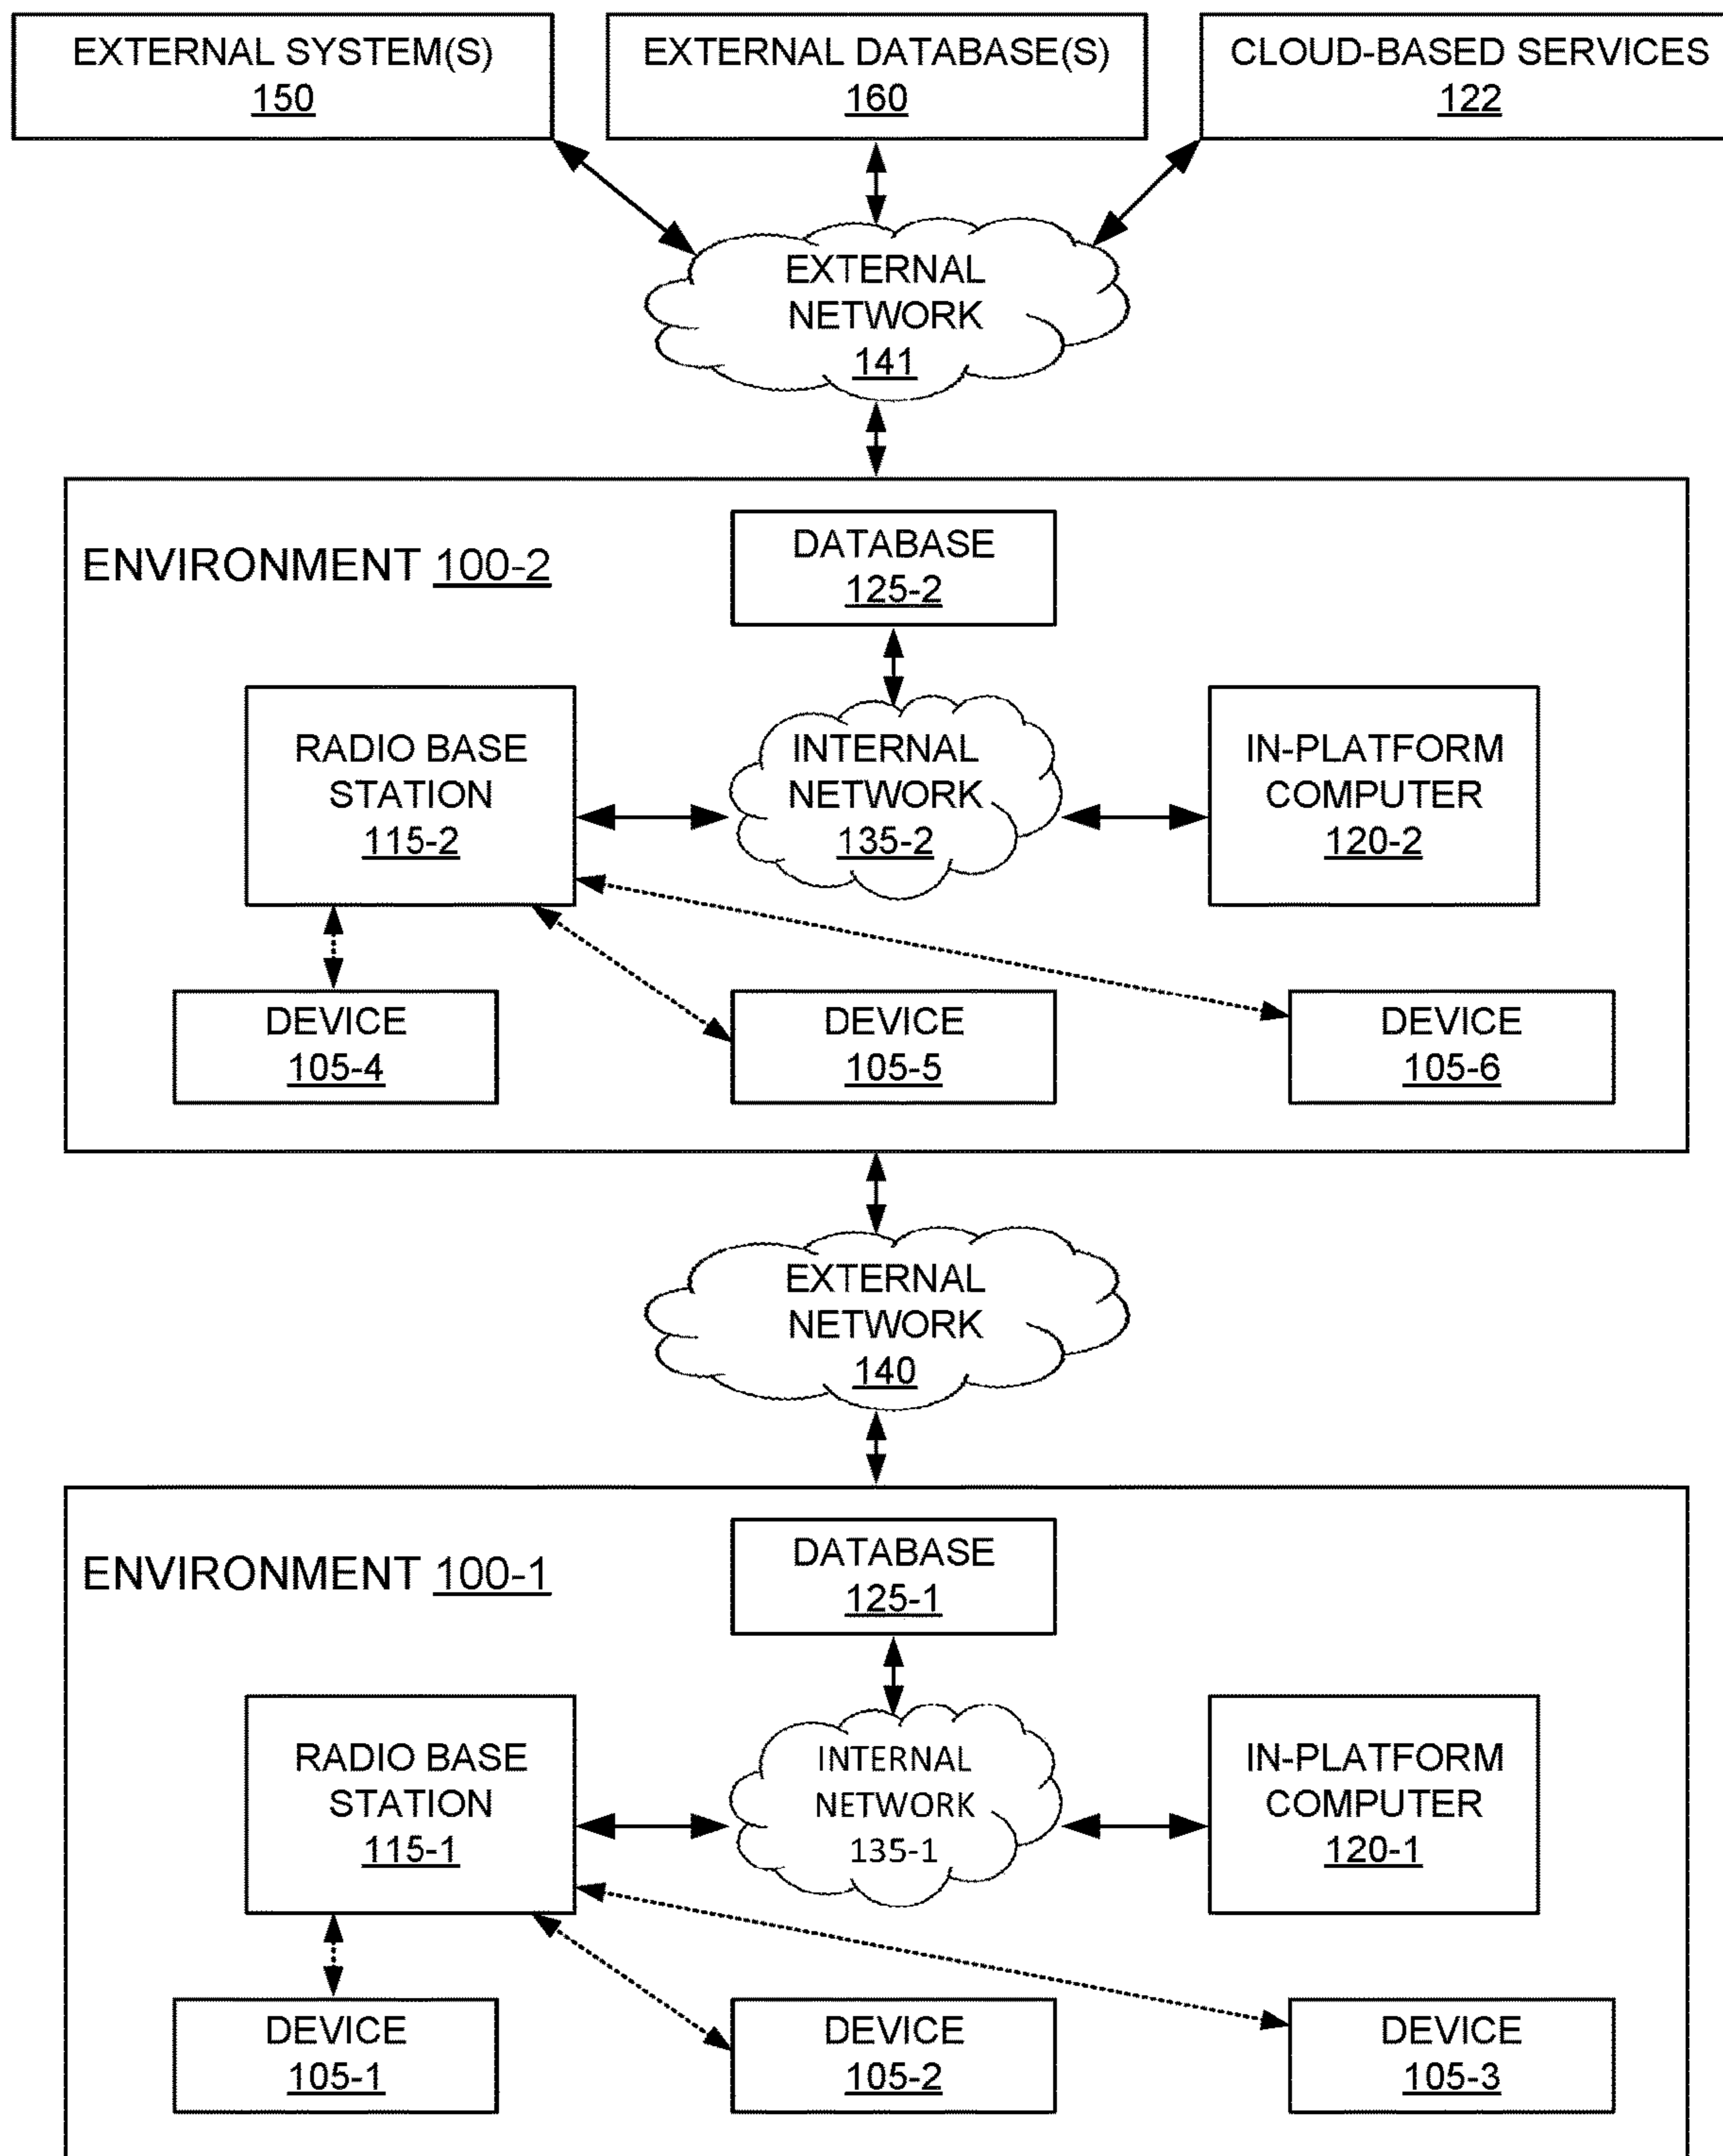 EXTERNAL SYSTEM(S)
150
EXTERNAL DATABASE(S)
160
CLOUD-BASED SERVICES
122
EXTERNAL
NETWORK
141
ENVIRONMENT 100-2
DATABASE
125-2
RADIO BASE
STATION
115-2
INTERNAL
NETWORK
135-2
IN-PLATFORM
COMPUTER
120-2
DEVICE
105-4
DEVICE
105-5
DEVICE
105-6
EXTERNAL
NETWORK
140
ENVIRONMENT 100-1
DATABASE
125-1
RADIO BASE
STATION
115-1
INTERNAL
NETWORK
135-1
IN-PLATFORM
COMPUTER
120-1
DEVICE
105-1
DEVICE
105-2
DEVICE
105-3